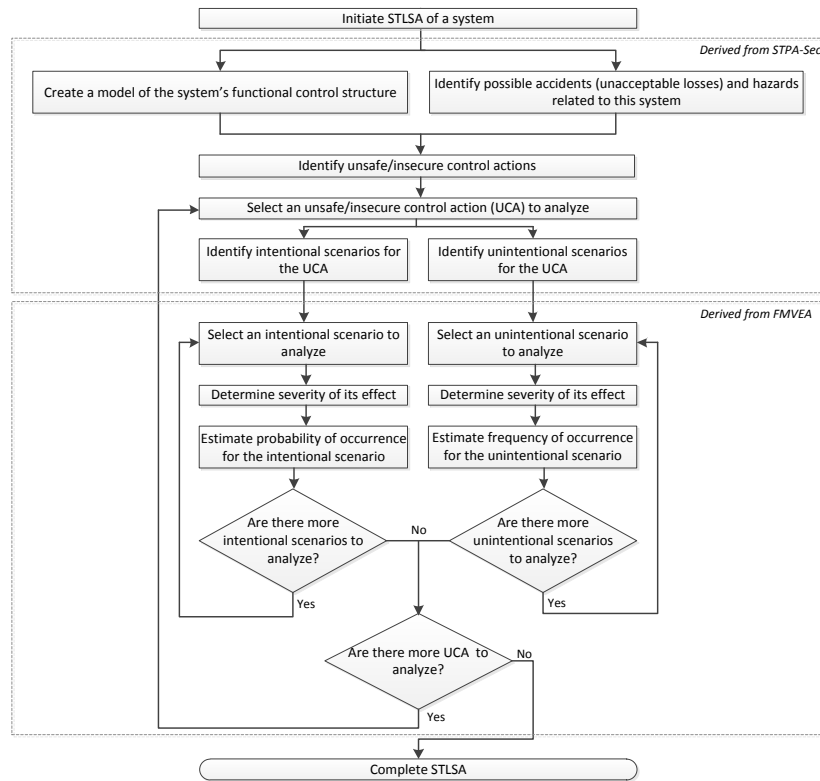 Initiate STLSA of a system
Derived from STPA-Sec
Create a model of the system's functional control structure
Identify possible accidents (unacceptable losses) and hazards
related to this system
Identify unsafe/insecure control actions
Select an unsafe/insecure control action (UCA) to analyze
Identify intentional scenarios for
the UCA
Identify unintentional scenarios
for the UCA
Derived from FMVEA
Select an intentional scenario to
analyze
Select an unintentional scenario
to analyze
Determine severity of its effect
Determine severity of its effect
Estimate probability of occurrence
for the intentional scenario
Estimate frequency of occurrence
for the unintentional scenario
Are there more
intentional scenarios to
analyze?
No
Are there more
unintentional scenarios
to analyze?
Yes
Yes
Are there more UCA to
analyze?
No
Yes
Complete STLSA